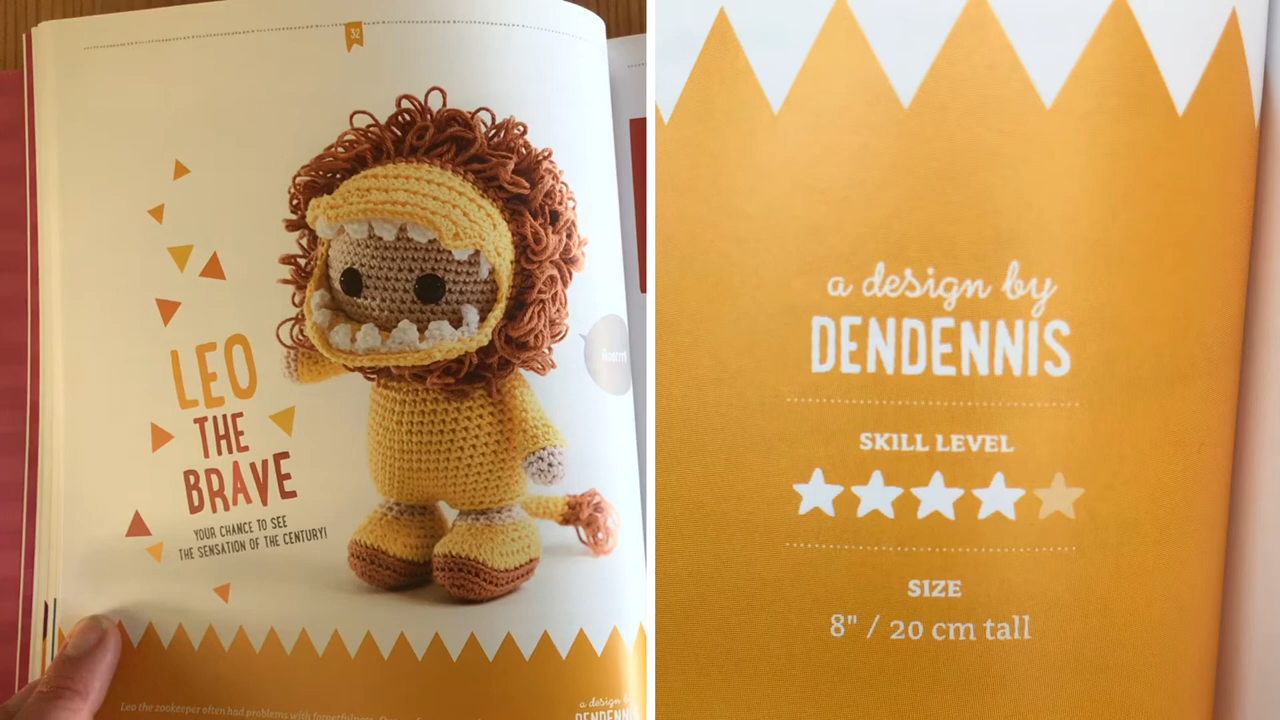 32
LEO
THE
BRAVE
YOUR CHANCE TO SEE
THE SENSATION OF THE CENTURY!
Leo the zookeeper often had problems with
a design by
DENDENNIS
a design by
DENDENNIS
SKILL LEVEL
SIZE
8" / 20 cm tall